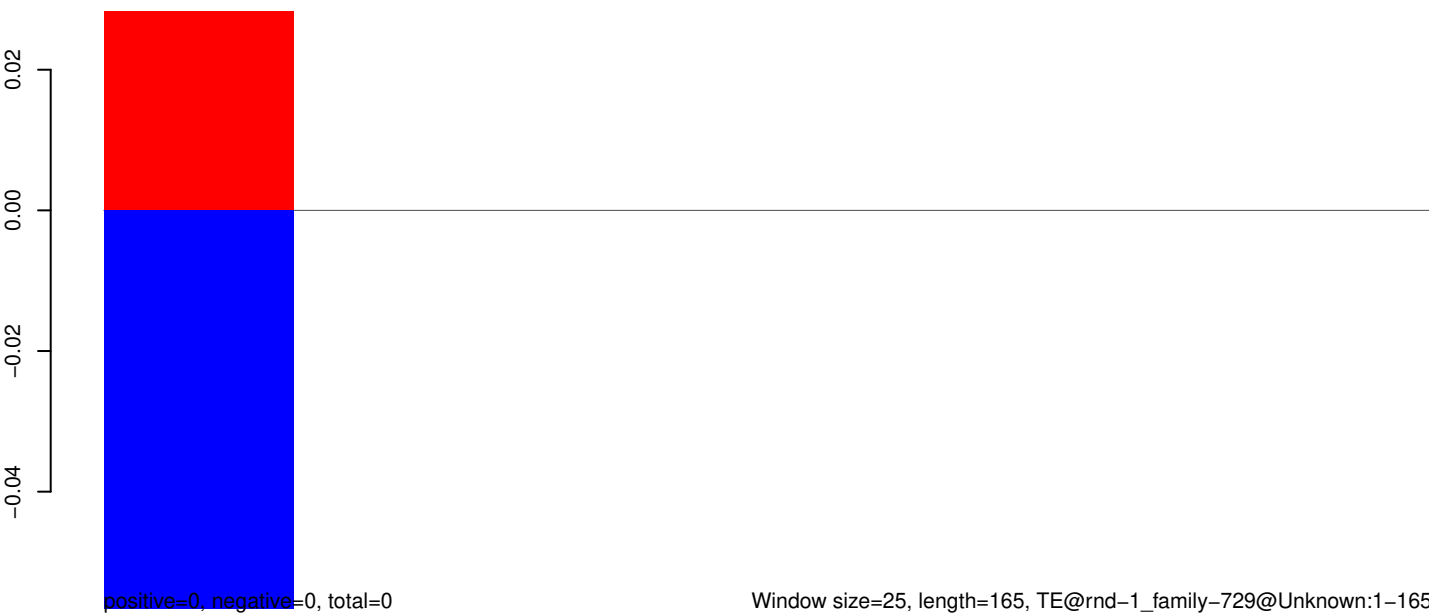 0.02
0.00
−0.02
−0.04
positive=0, negative=0, total=0
Window size=25, length=165, TE@rnd−1_family−729@Unknown:1−165